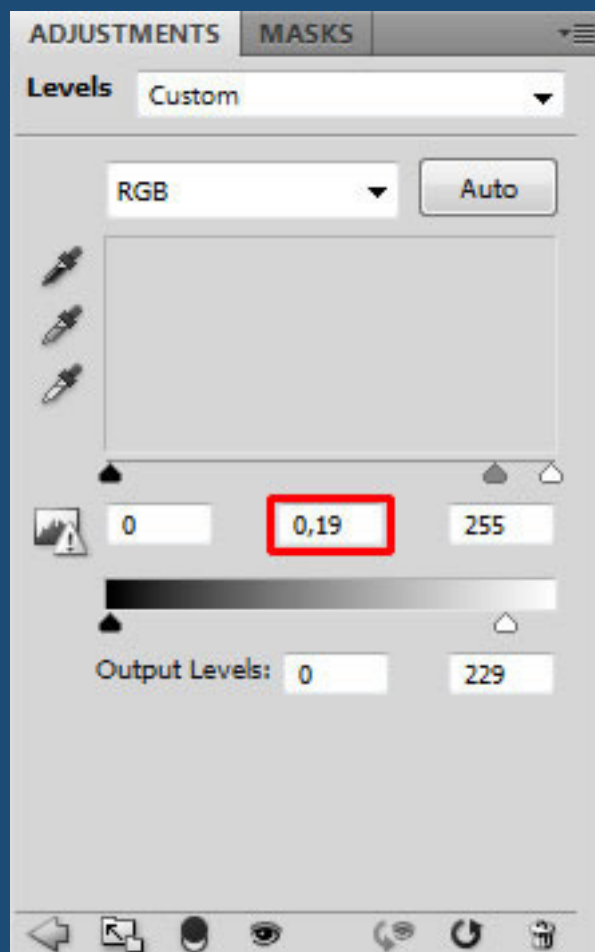 ADJUSTMENTS MASKS
Levels Custom
RGB Auto
0 0,19 255
Output Levels: 0 229